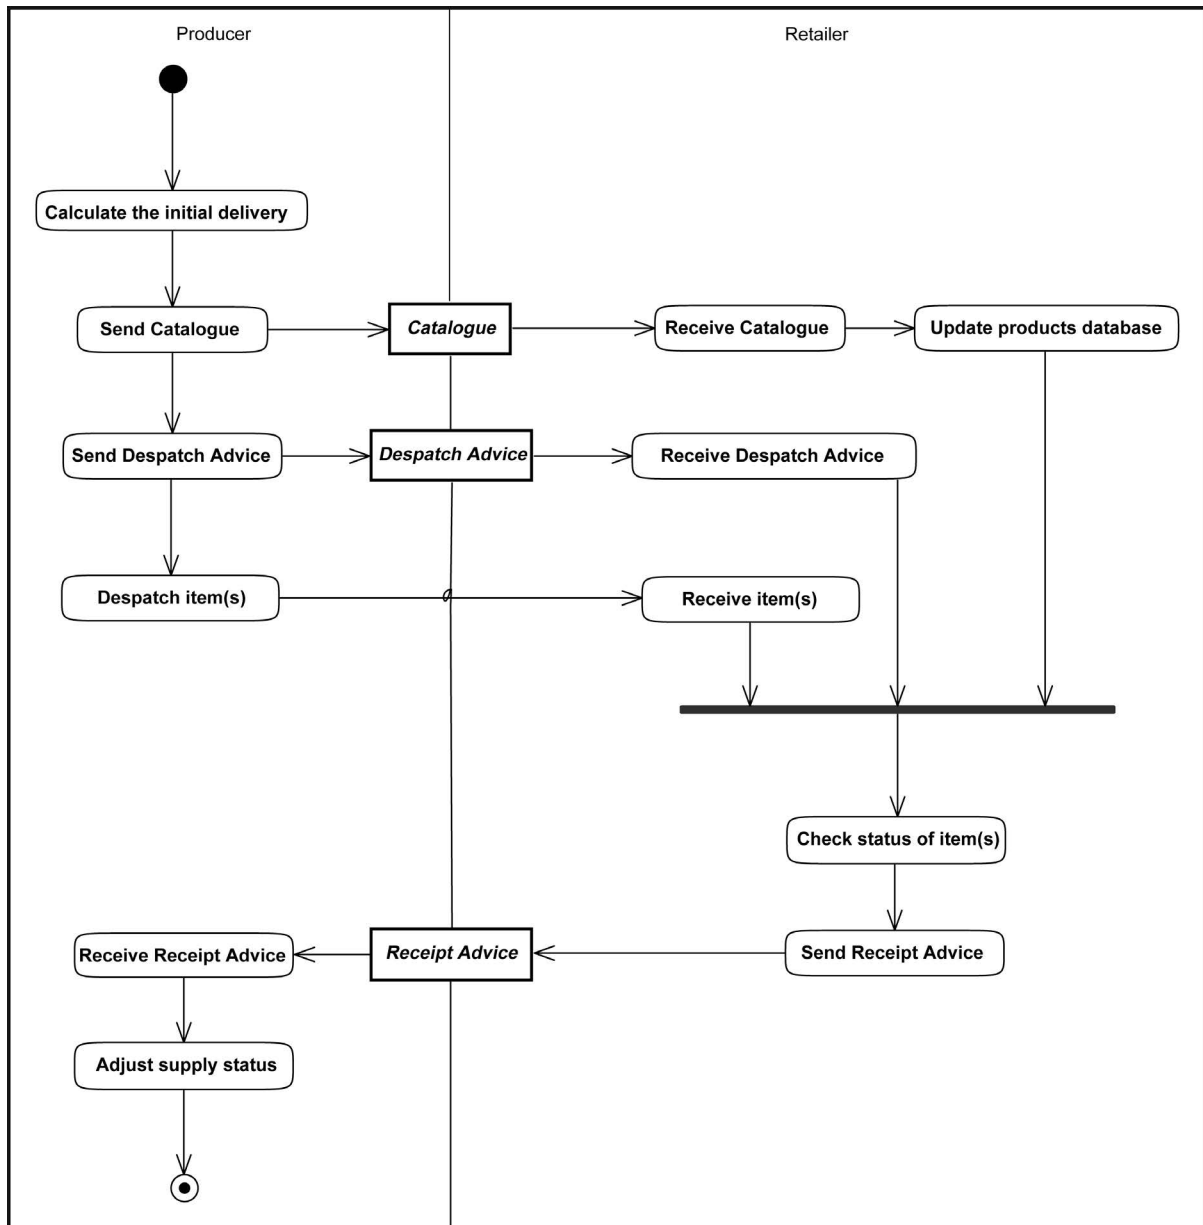 Producer
Retailer
Calculate the initial delivery
Send Catalogue
Catalogue
Receive Catalogue
Update products database
Send Despatch Advice
Despatch Advice
Receive Despatch Advice
Despatch item(s)
Receive item(s)
Check status of item(s)
Receive Receipt Advice
Receipt Advice
Send Receipt Advice
Adjust supply status